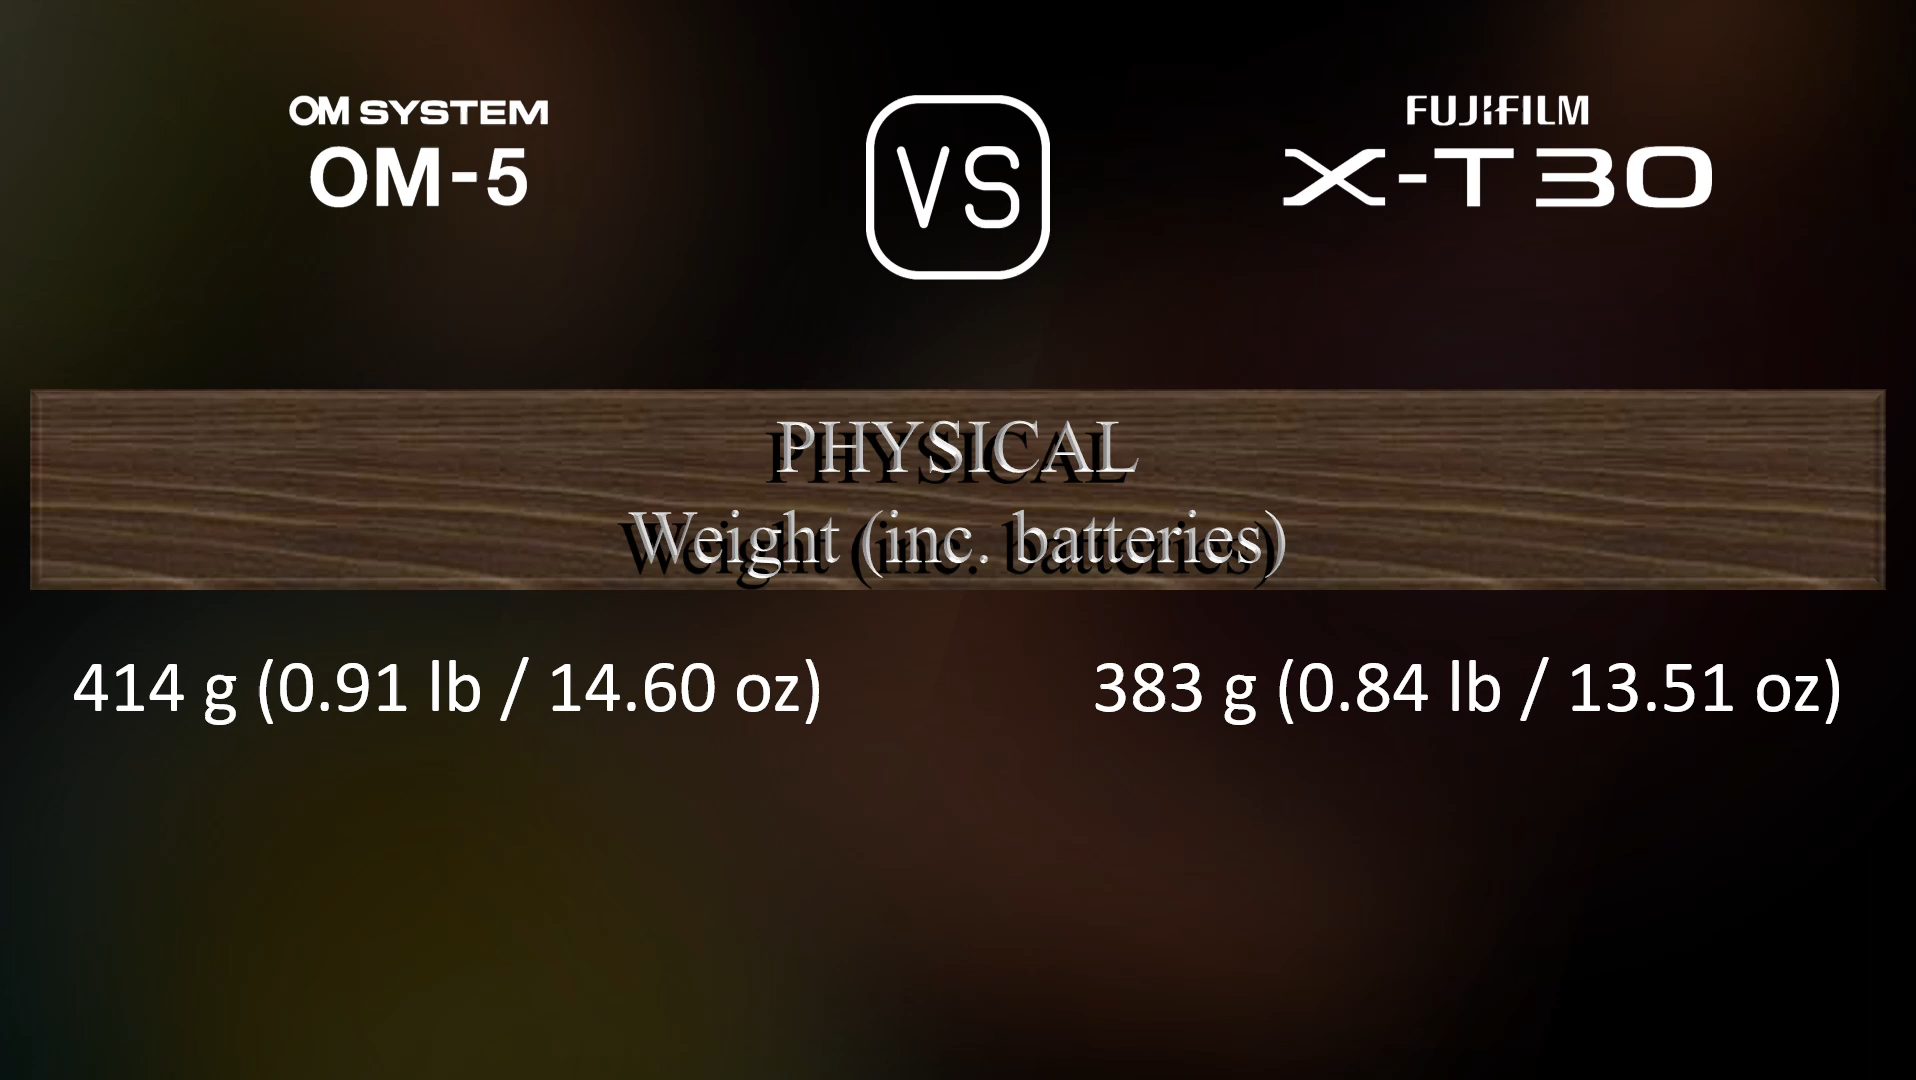 OM SYSTEM
OM-5
VS
FUJIFILM
X-T30
PHYSICAL
Weight (inc. batteries)
414 g (0.91 lb / 14.60 oz)
383 g (0.84 lb / 13.51 oz)